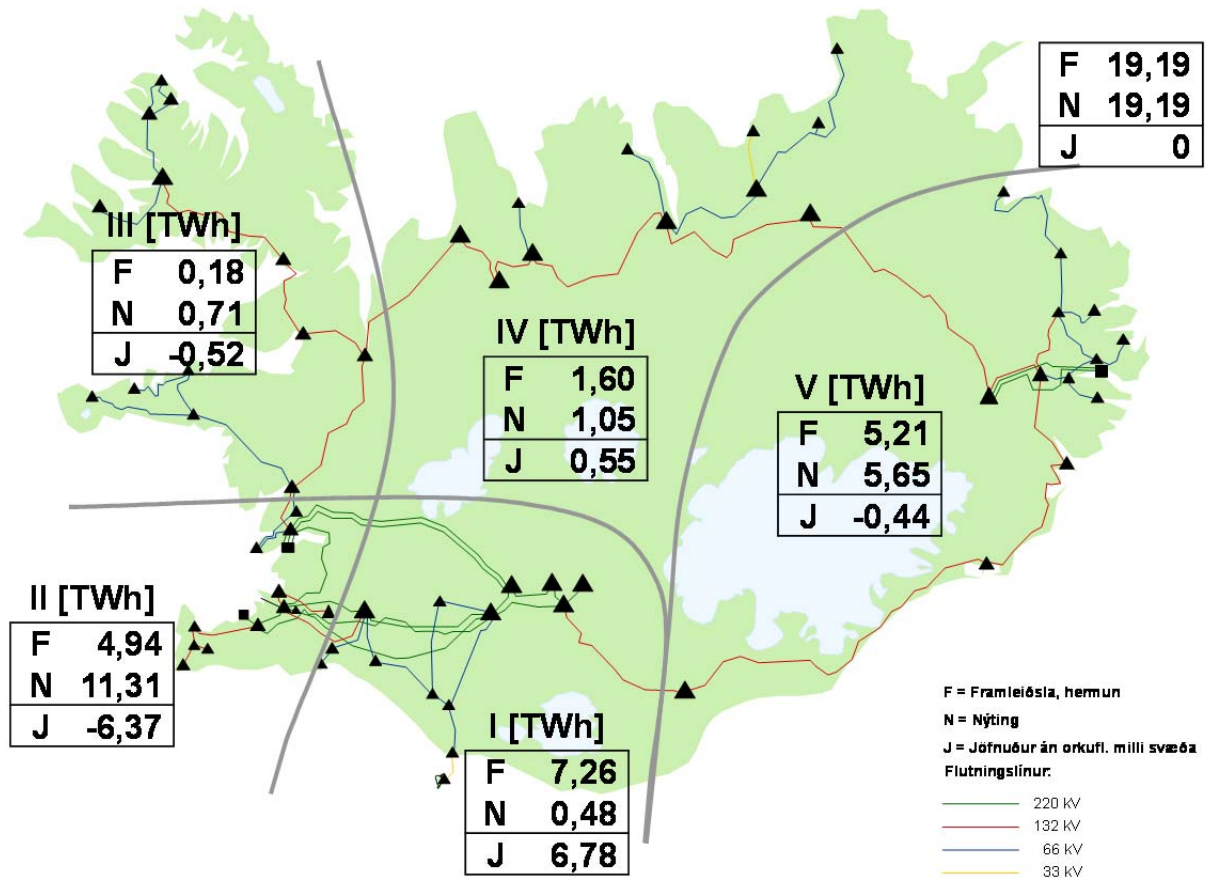 F 19,19
N 19,19
J 0
III [TWh]
F 0,18
N 0,71
J -0,52
IV [TWh]
F 1,60
N 1,05
J 0,55
V [TWh]
F 5,21
N 5,65
J -0,44
II [TWh]
F 4,94
N 11,31
J -6,37
I [TWh]
F 7,26
N 0,48
J 6,78
F = Framleiðsla, hermun
N = Nýting
J = Jöfnuður án orkufl. milli svæða
Flutningslínur:
220 kV
132 kV
66 kV
33 kV